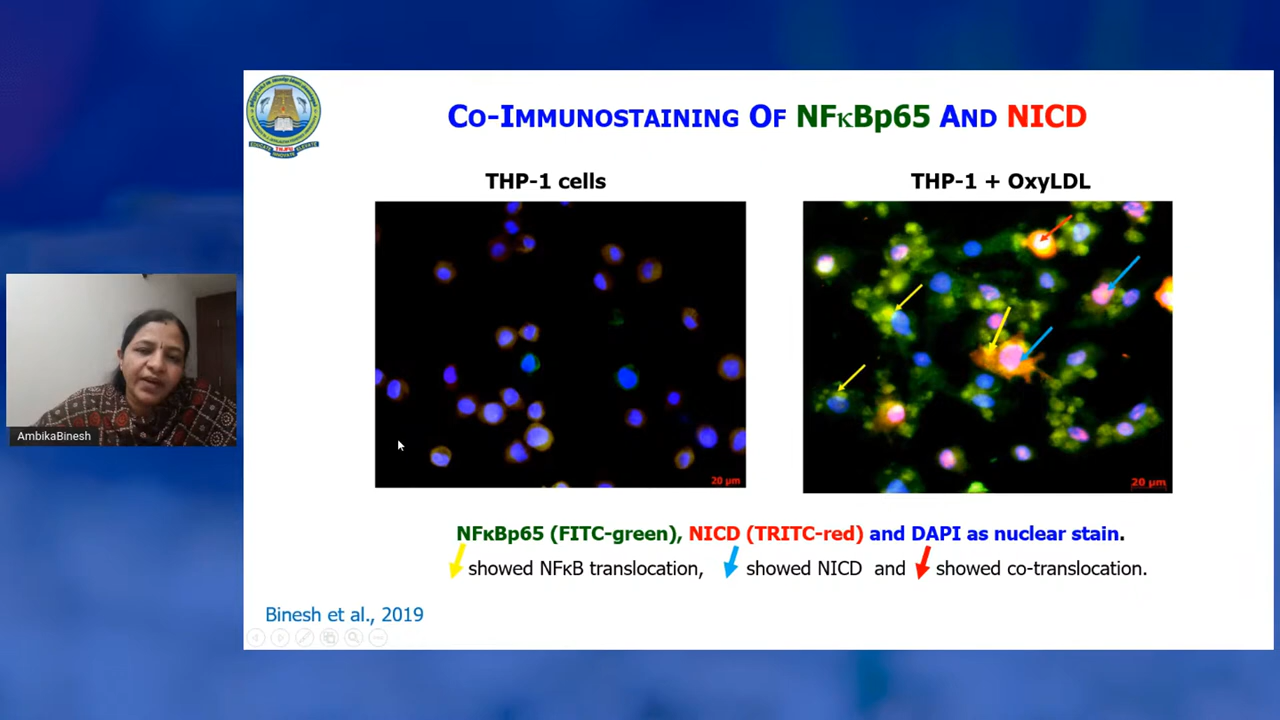 CO-IMMUNOSTAINING OF NFκBp65 AND NICD
THP-1 cells
THP-1 + OxyLDL
20 μm
20 μm
AmbikaBinesh
NFκBp65 (FITC-green), NICD (TRITC-red) and DAPI as nuclear stain.
showed NFκB translocation, showed NICD and showed co-translocation.
Binesh et al., 2019